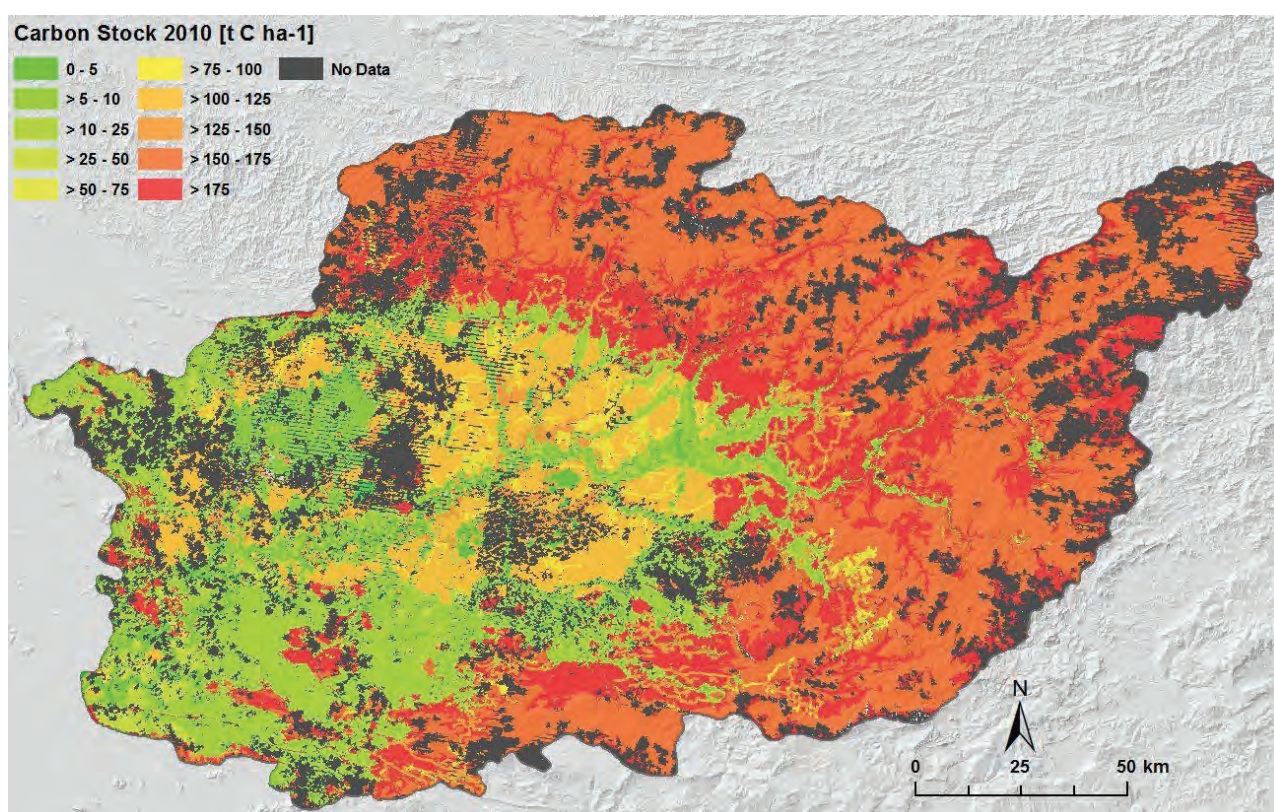 Carbon Stock 2010 [t C ha-1]
0 - 5
> 5 - 10
> 10 - 25
> 25 - 50
> 50 - 75
> 75 - 100
> 100 - 125
> 125 - 150
> 150 - 175
> 175
No Data
N
0 25 50 km